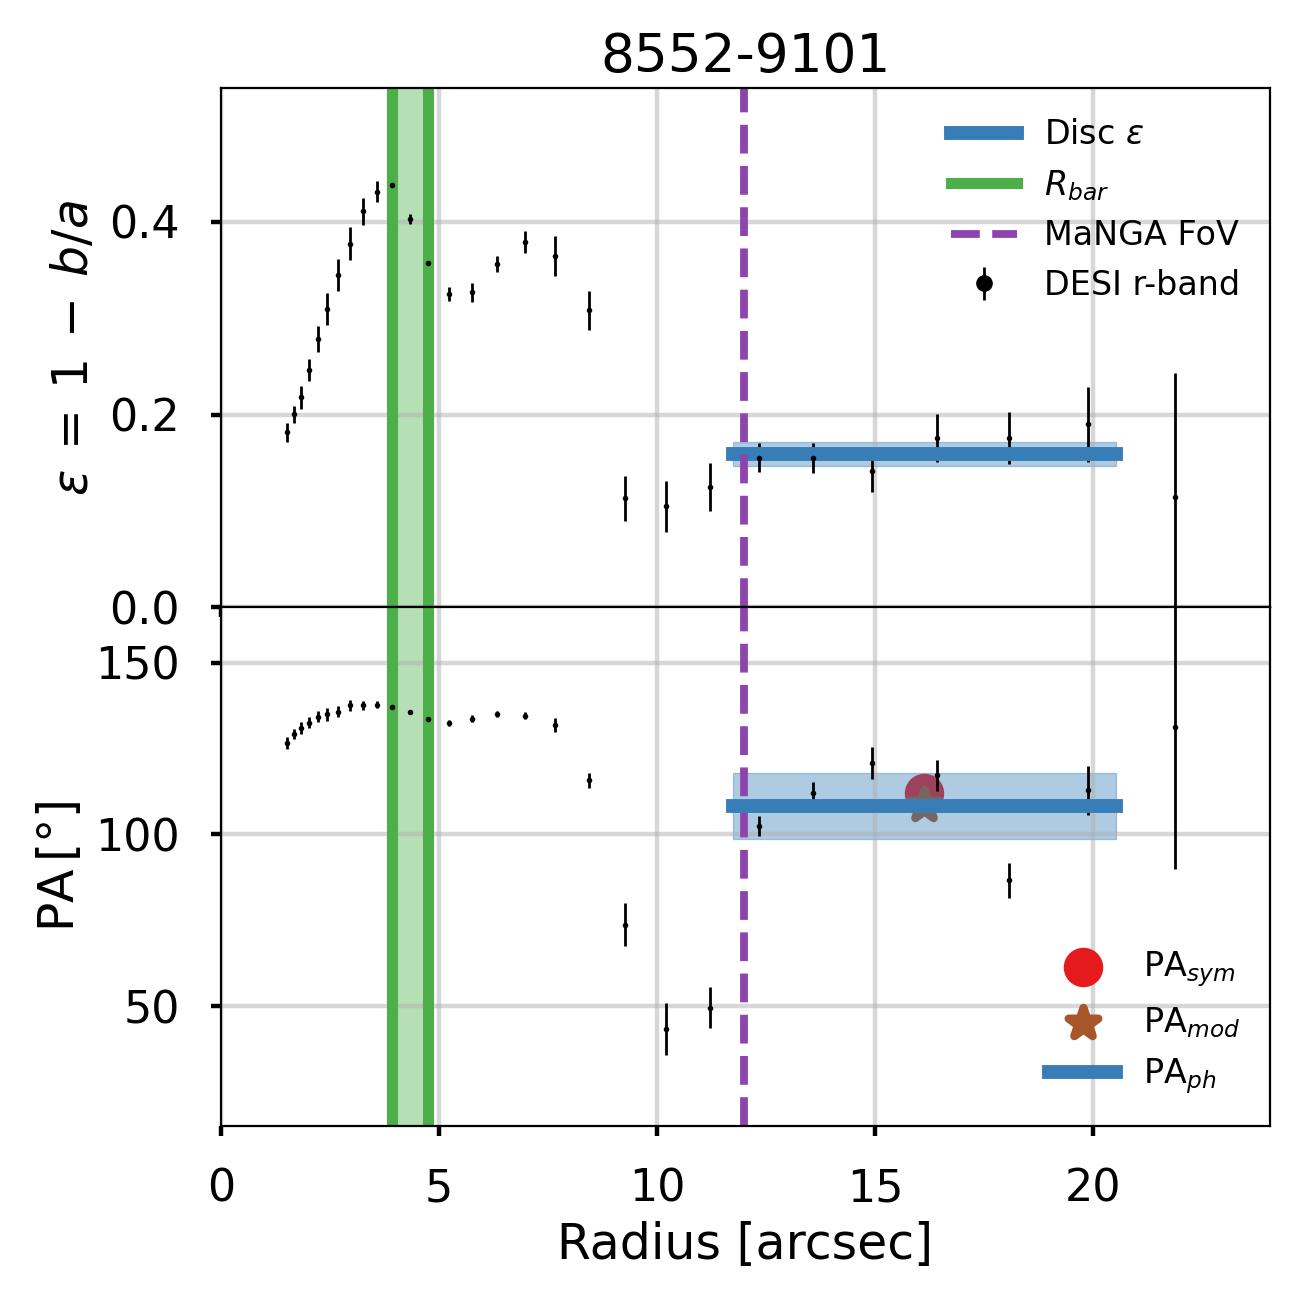 8552-9101
Disc ε
R_bar
MaNGA FoV
DESI r-band
ε = 1 − b/a
0.4
0.2
0.0
PA [°]
150
100
50
PA_sym
PA_mod
PA_ph
0 5 10 15 20
Radius [arcsec]